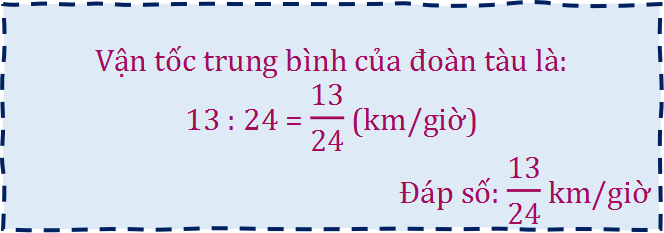 Vận tốc trung bình của đoàn tàu là:
13 : 24 = 13/24 (km/giờ)
Đáp số: 13/24 km/giờ